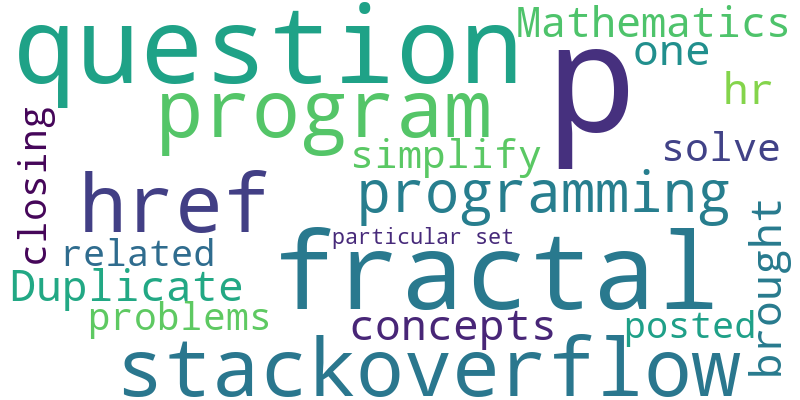 question
Mathematics
p
one
program
hr
closing
simplify
solve
href
programming
related
particular set
brought
fractal
Duplicate
problems
concepts
posted
stackoverflow